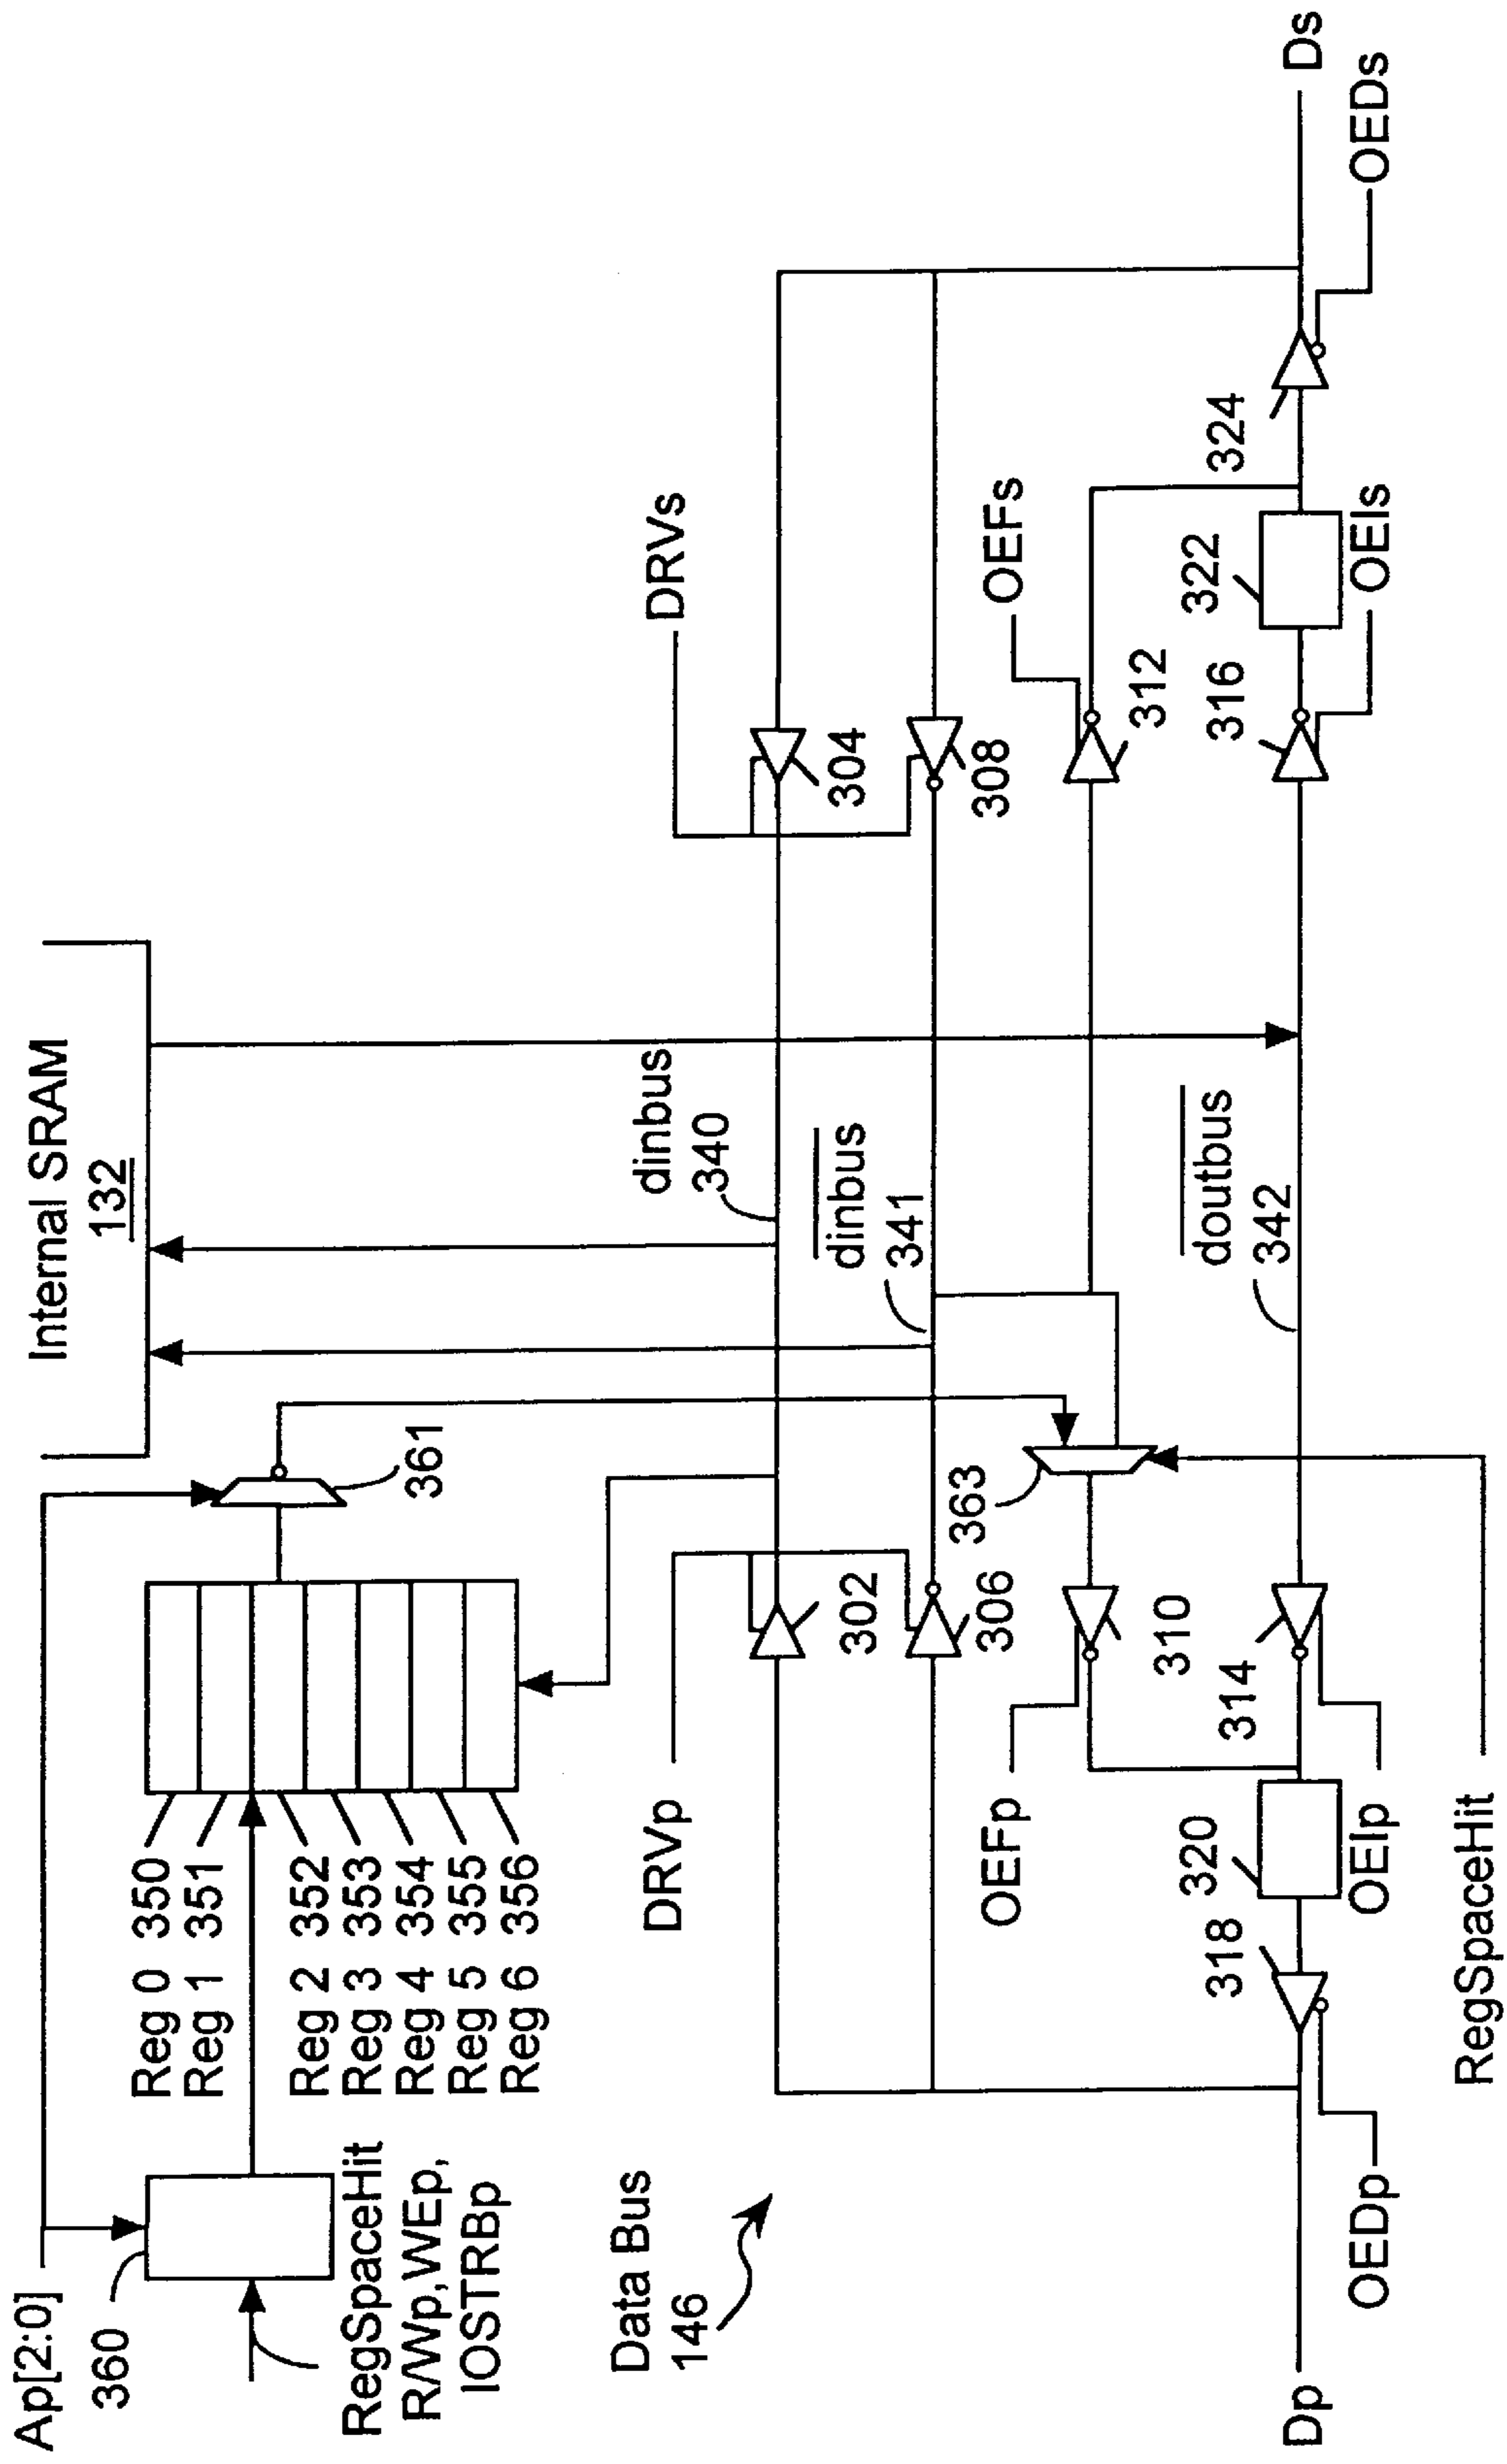 Ap[2:0]
360
RegSpaceHit
R/Wp,WEp,
IOSTRBp
Reg 0 350
Reg 1 351
Reg 2 352
Reg 3 353
Reg 4 354
Reg 5 355
Reg 6 356
361
Internal SRAM
132
Data Bus
146
DRVp
302
306
dinbus
340
dinbus
341
DRVs
304
308
OEFp
310
363
OEFs
312
doutbus
342
314
316
318
320
322
324
OEIp
OEIs
Dp
OEDp
Ds
OEDs
RegSpaceHit